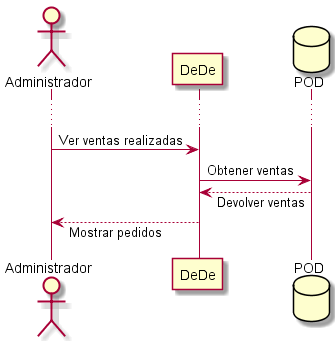 Administrador
DeDe
POD
Ver ventas realizadas
Obtener ventas
Devolver ventas
Mostrar pedidos
Administrador
DeDe
POD